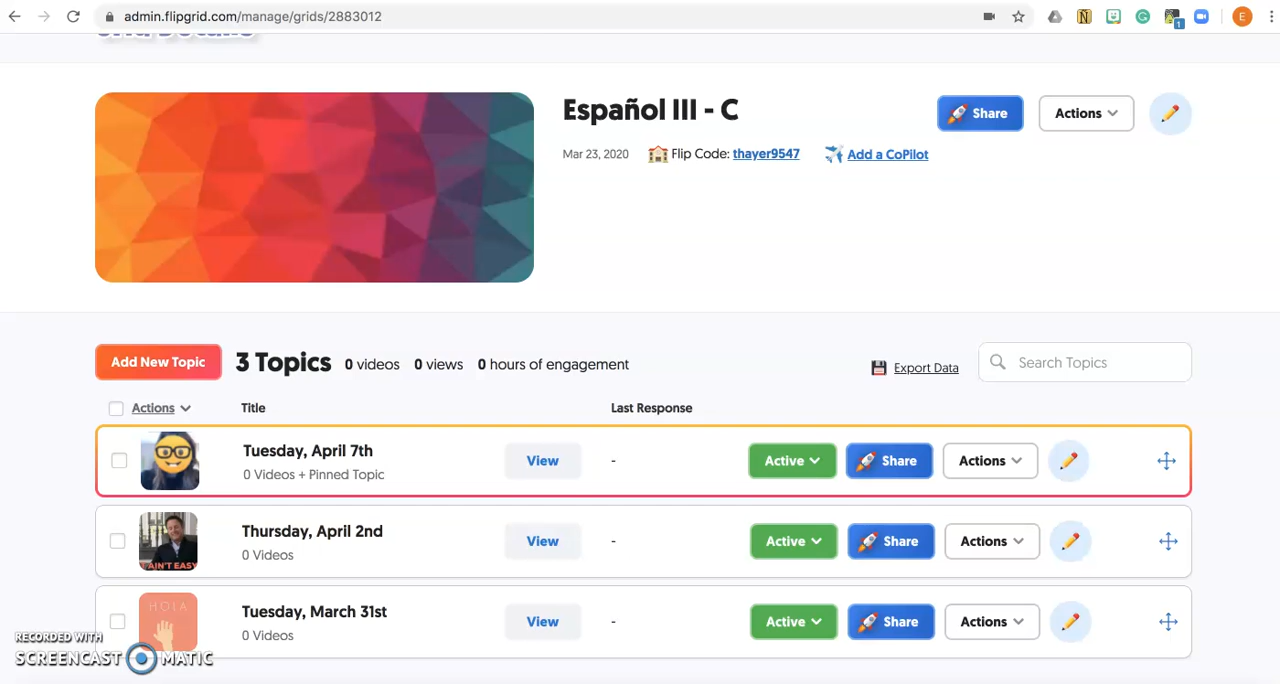 admin.flipgrid.com/manage/grids/2883012
N
1
E
Español III - C
Share
Actions
Mar 23, 2020
Flip Code: thayer9547
Add a CoPilot
Add New Topic
3 Topics
0 videos
0 views
0 hours of engagement
Export Data
Search Topics
Actions
Title
Last Response
Tuesday, April 7th
0 Videos + Pinned Topic
View
-
Active
Share
Actions
Thursday, April 2nd
0 Videos
View
-
Active
Share
Actions
AIN'T EASY
Tuesday, March 31st
0 Videos
View
-
Active
Share
Actions
HOLA
RECORDED WITH
SCREENCAST MATIC